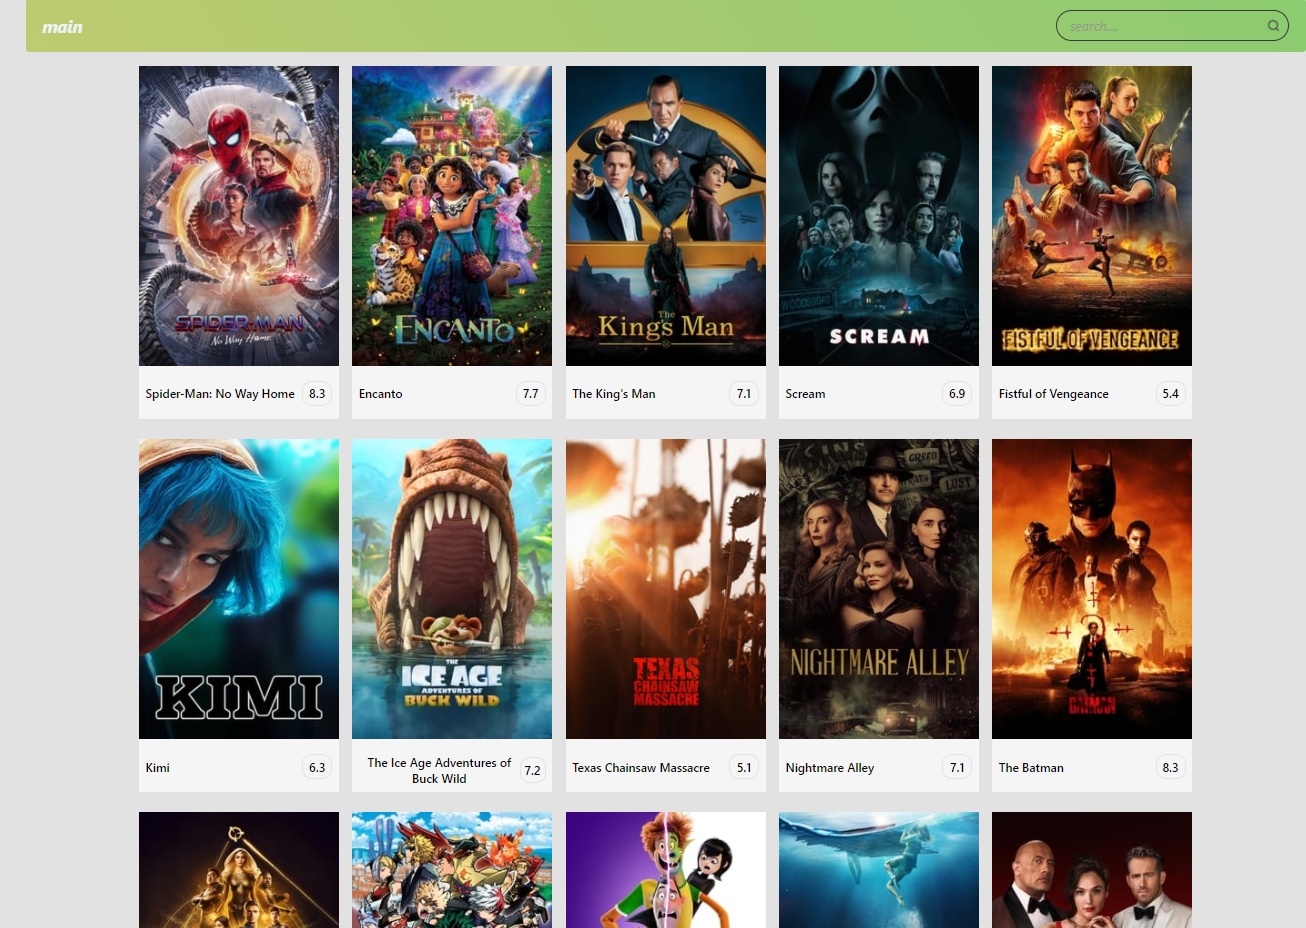 main
search....
SPIDER-MAN
No Way Home
ENCANTO
The
King's Man
WOODSBORO
SCREAM
FISTFUL OF VENGEANCE
Spider-Man: No Way Home 8.3
Encanto 7.7
The King's Man 7.1
Scream 6.9
Fistful of Vengeance 5.4
KIMI
THE
ICE AGE
ADVENTURES OF
BUCK WILD
TEXAS
CHAINSAW
MASSACRE
GREED
LUST
NIGHTMARE ALLEY
THE
BATMAN
Kimi 6.3
The Ice Age Adventures of
Buck Wild 7.2
Texas Chainsaw Massacre 5.1
Nightmare Alley 7.1
The Batman 8.3